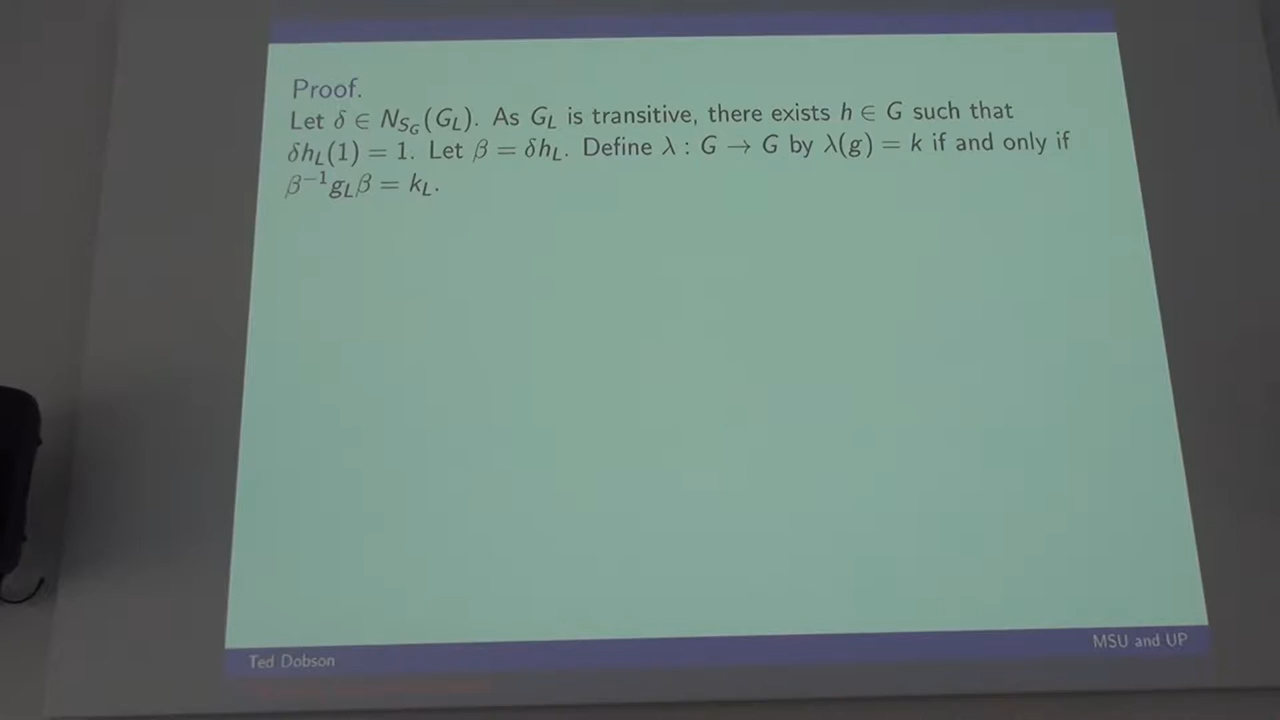 Proof.
Let δ ∈ N_{S_G}(G_L). As G_L is transitive, there exists h ∈ G such that
δh_L(1) = 1. Let β = δh_L. Define λ : G → G by λ(g) = k if and only if
β^{-1}g_Lβ = k_L.
Ted Dobson
MSU and UP